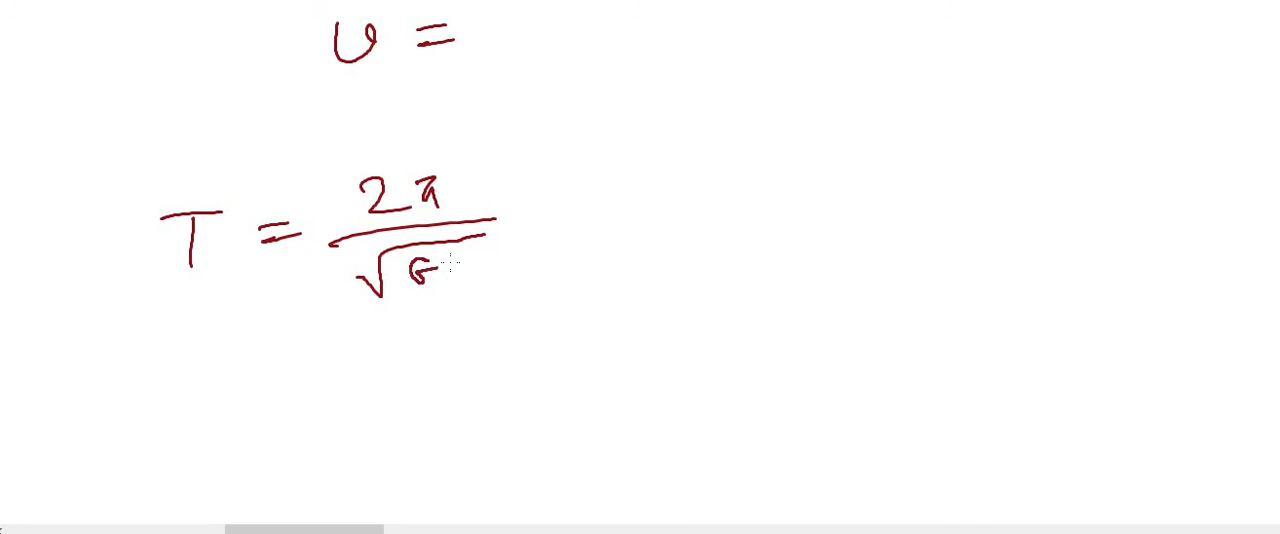 υ =
T = 2π / √G